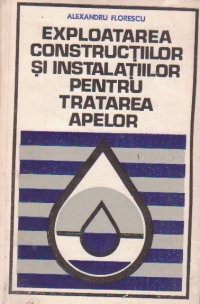 ALEXANDRU FLORESCU
EXPLOATAREA
CONSTRUCȚIILOR
ȘI INSTALAȚIILOR
PENTRU
TRATAREA
APELOR